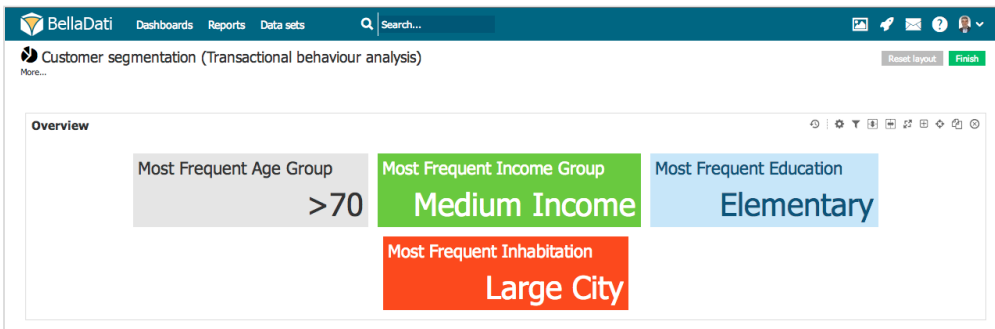 BellaDati Dashboards Reports Data sets Search...
Customer segmentation (Transactional behaviour analysis) Reset layout Finish
More...
Overview
Most Frequent Age Group
>70
Most Frequent Income Group
Medium Income
Most Frequent Education
Elementary
Most Frequent Inhabitation
Large City